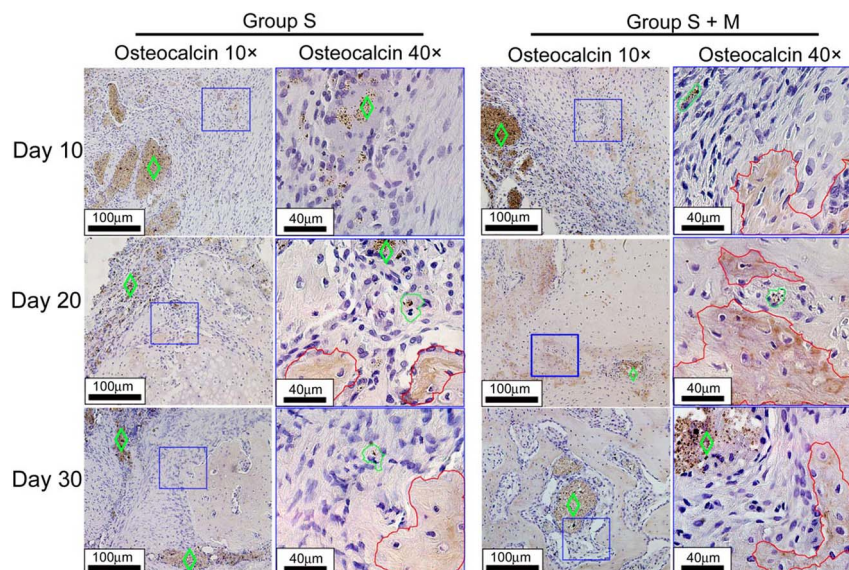 Group S
Group S + M
Osteocalcin 10×
Osteocalcin 40×
Osteocalcin 10×
Osteocalcin 40×
Day 10
100μm
40μm
100μm
40μm
Day 20
100μm
40μm
100μm
40μm
Day 30
100μm
40μm
100μm
40μm